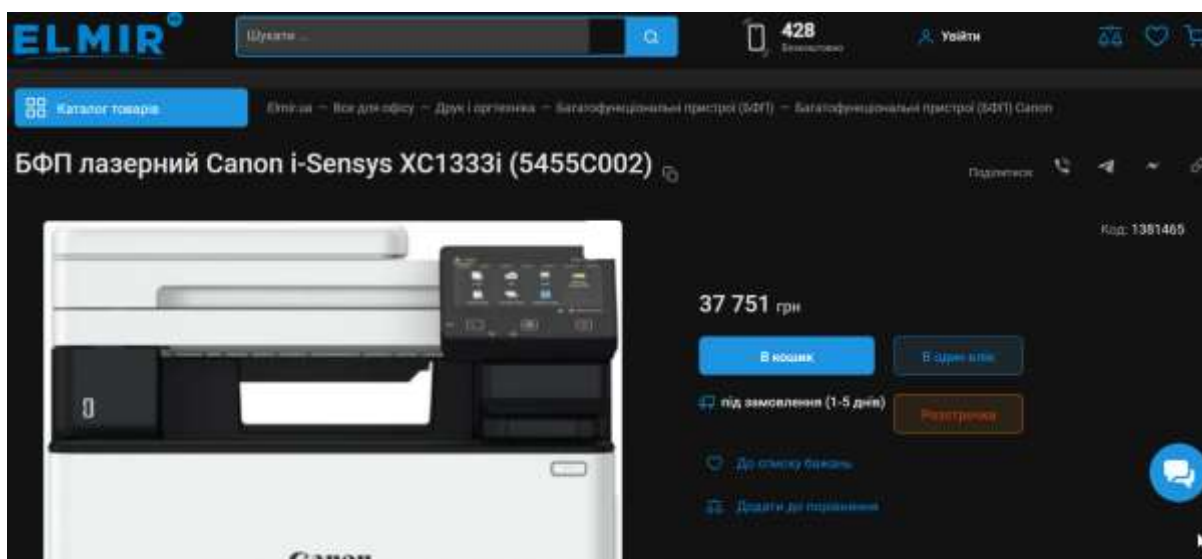 ELMIR
Шукати ...
428
Безкоштовно
Увійти
Каталог товарів
Elmir.ua — Все для офісу — Друк і оргтехніка — Багатофункціональні пристрої (БФП) — Багатофункціональні пристрої (БФП) Canon
БФП лазерний Canon i-Sensys XC1333i (5455C002)
Поділитися:
Код: 1381465
37 751 грн
В кошик
В один клік
під замовлення (1-5 днів)
Розстрочка
До списку бажань
Додати до порівняння
Canon